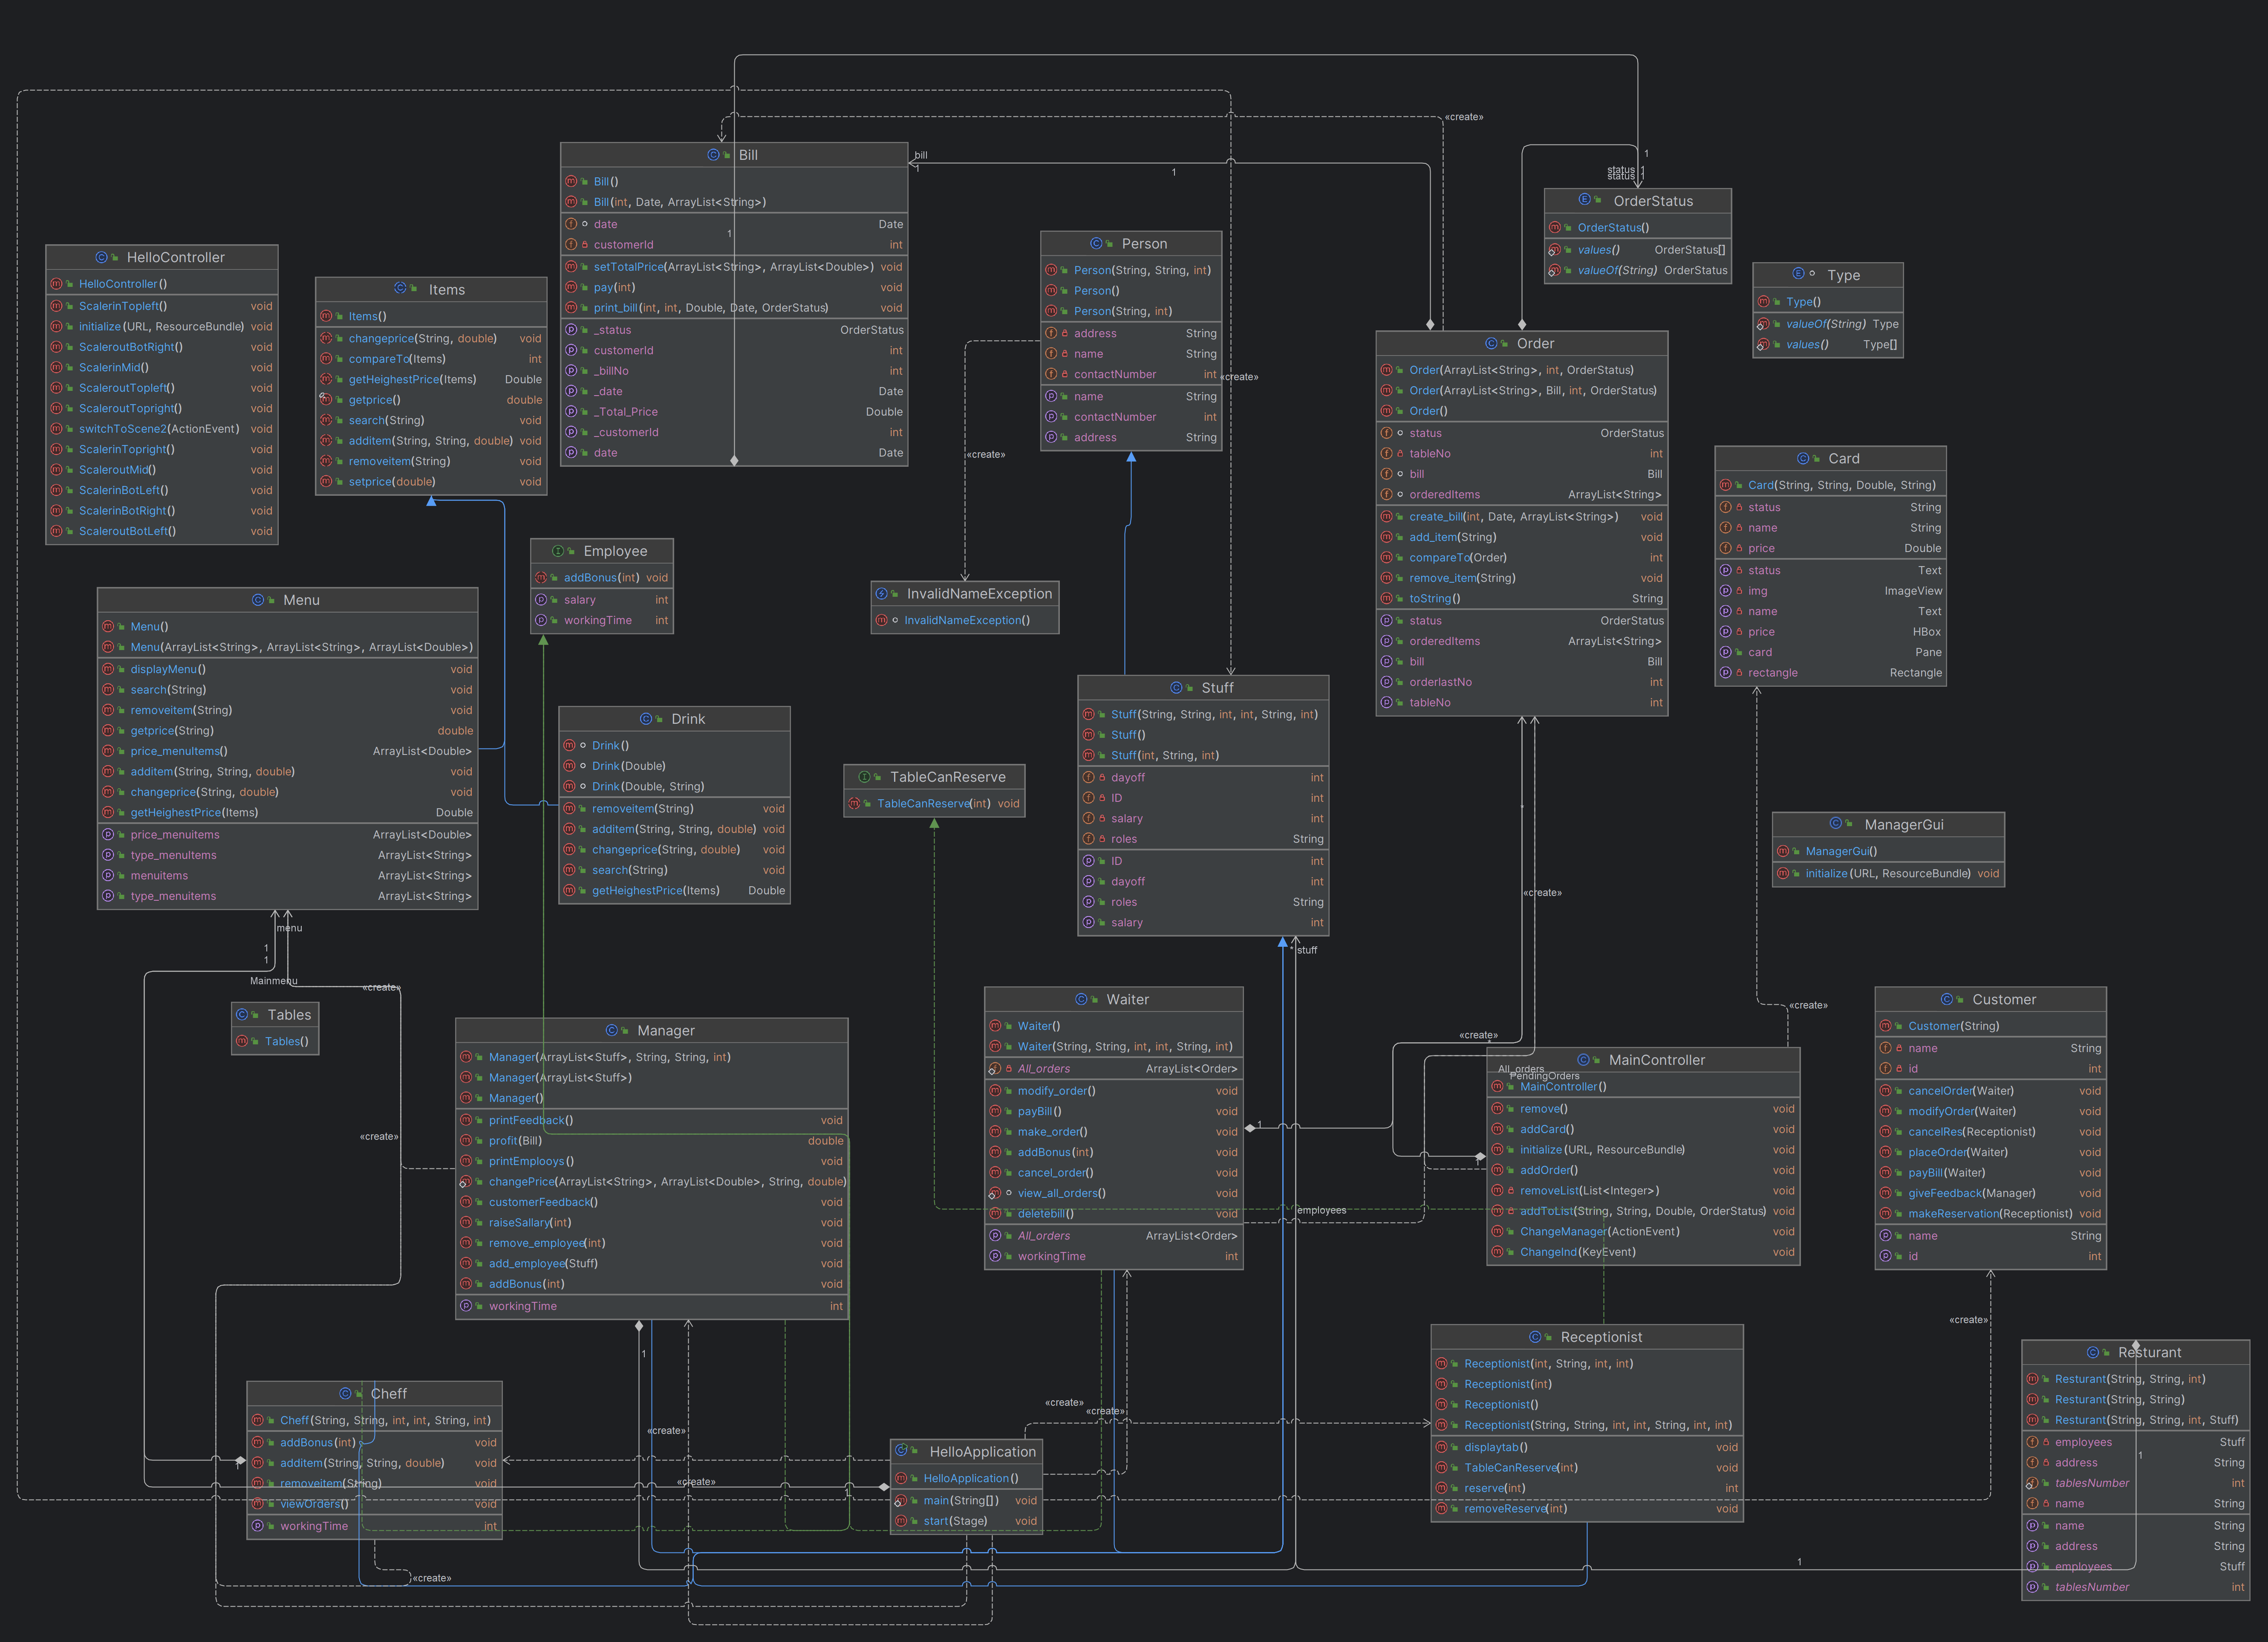 «create»
bill
1
1
1
status 1
status 1
Bill
Bill()
Bill(int, Date, ArrayList<String>)
date Date
1
customerId int
setTotalPrice(ArrayList<String>, ArrayList<Double>) void
pay(int) void
print_bill(int, int, Double, Date, OrderStatus) void
_status OrderStatus
customerId int
_billNo int
_date Date
_Total_Price Double
_customerId int
date Date
OrderStatus
OrderStatus()
values() OrderStatus[]
valueOf(String) OrderStatus
Type
Type()
valueOf(String) Type
values() Type[]
Person
Person(String, String, int)
Person()
Person(String, int)
address String
name String
contactNumber int
name String
contactNumber int
address String
«create»
«create»
HelloController
HelloController()
ScalerinTopleft() void
initialize(URL, ResourceBundle) void
ScaleroutBotRight() void
ScalerinMid() void
ScaleroutTopleft() void
ScaleroutTopright() void
switchToScene2(ActionEvent) void
ScalerinTopright() void
ScaleroutMid() void
ScalerinBotLeft() void
ScalerinBotRight() void
ScaleroutBotLeft() void
Items
Items()
changeprice(String, double) void
compareTo(Items) int
getHeighestPrice(Items) Double
getprice() double
search(String) void
additem(String, String, double) void
removeitem(String) void
setprice(double) void
Order
Order(ArrayList<String>, int, OrderStatus)
Order(ArrayList<String>, Bill, int, OrderStatus)
Order()
status OrderStatus
tableNo int
bill Bill
orderedItems ArrayList<String>
create_bill(int, Date, ArrayList<String>) void
add_item(String) void
compareTo(Order) int
remove_item(String) void
toString() String
status OrderStatus
orderedItems ArrayList<String>
bill Bill
orderlastNo int
tableNo int
Card
Card(String, String, Double, String)
status String
name String
price Double
status Text
img ImageView
name Text
price HBox
card Pane
rectangle Rectangle
Employee
addBonus(int) void
salary int
workingTime int
InvalidNameException
InvalidNameException()
Menu
Menu()
Menu(ArrayList<String>, ArrayList<String>, ArrayList<Double>)
displayMenu() void
search(String) void
removeitem(String) void
getprice(String) double
price_menuItems() ArrayList<Double>
additem(String, String, double) void
changeprice(String, double) void
getHeighestPrice(Items) Double
price_menuitems ArrayList<Double>
type_menuItems ArrayList<String>
menuitems ArrayList<String>
type_menuitems ArrayList<String>
Drink
Drink()
Drink(Double)
Drink(Double, String)
removeitem(String) void
additem(String, String, double) void
changeprice(String, double) void
search(String) void
getHeighestPrice(Items) Double
Stuff
Stuff(String, String, int, int, String, int)
Stuff()
Stuff(int, String, int)
dayoff int
ID int
salary int
roles String
ID int
dayoff int
roles String
salary int
TableCanReserve
TableCanReserve(int) void
ManagerGui
ManagerGui()
initialize(URL, ResourceBundle) void
*
«create»
menu
1
1
Mainmenu
«create»
* stuff
«create»
«create»
*
Tables
Tables()
Manager
Manager(ArrayList<Stuff>, String, String, int)
Manager(ArrayList<Stuff>)
Manager()
printFeedback() void
profit(Bill) double
printEmplooys() void
changePrice(ArrayList<String>, ArrayList<Double>, String, double) void
customerFeedback() void
raiseSallary(int) void
remove_employee(int) void
add_employee(Stuff) void
addBonus(int) void
workingTime int
«create»
Waiter
Waiter()
Waiter(String, String, int, int, String, int)
All_orders ArrayList<Order>
modify_order() void
payBill() void
make_order() void
addBonus(int) void
cancel_order() void
view_all_orders() void
deletebill() void
All_orders ArrayList<Order>
workingTime int
1
employees
MainController
All_orders
PendingOrders
MainController()
remove() void
addCard() void
initialize(URL, ResourceBundle) void
addOrder() void
removeList(List<Integer>) void
addToList(String, String, Double, OrderStatus) void
ChangeManager(ActionEvent) void
ChangeInd(KeyEvent) void
1
Customer
Customer(String)
name String
id int
cancelOrder(Waiter) void
modifyOrder(Waiter) void
cancelRes(Receptionist) void
placeOrder(Waiter) void
payBill(Waiter) void
giveFeedback(Manager) void
makeReservation(Receptionist) void
name String
id int
«create»
Receptionist
Receptionist(int, String, int, int)
Receptionist(int)
Receptionist()
Receptionist(String, String, int, int, String, int, int)
displaytab() void
TableCanReserve(int) void
reserve(int) int
removeReserve(int) void
Resturant
Resturant(String, String, int)
Resturant(String, String)
Resturant(String, String, int, Stuff)
employees Stuff
address String
1
tablesNumber int
name String
name String
address String
employees Stuff
tablesNumber int
1
1
Cheff
Cheff(String, String, int, int, String, int)
addBonus(int) void
additem(String, String, double) void
removeitem(String) void
viewOrders() void
workingTime int
1
«create»
«create»
«create»
«create»
«create»
1
HelloApplication
HelloApplication()
main(String[]) void
start(Stage) void